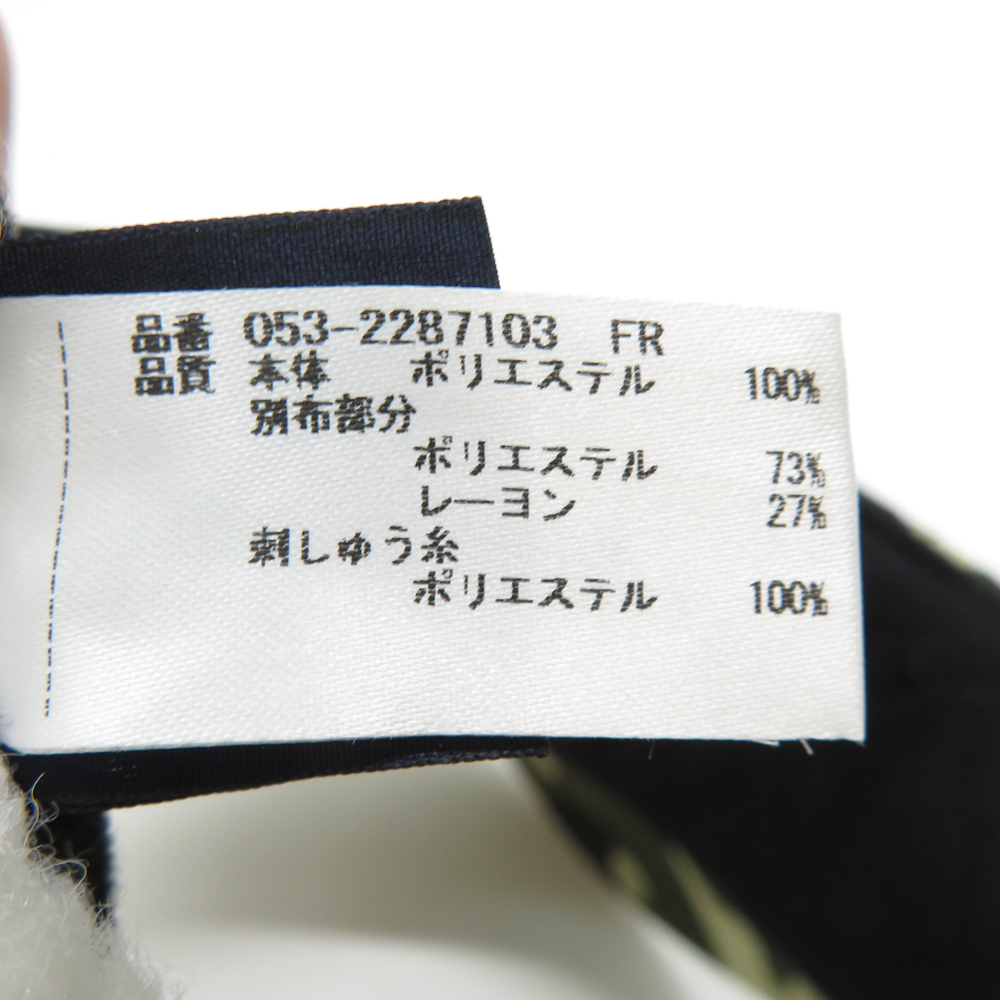 品番 053-2287103 FR
品質 本体 ポリエステル 100%
別布部分
ポリエステル 73%
レーヨン 27%
刺しゅう糸
ポリエステル 100%